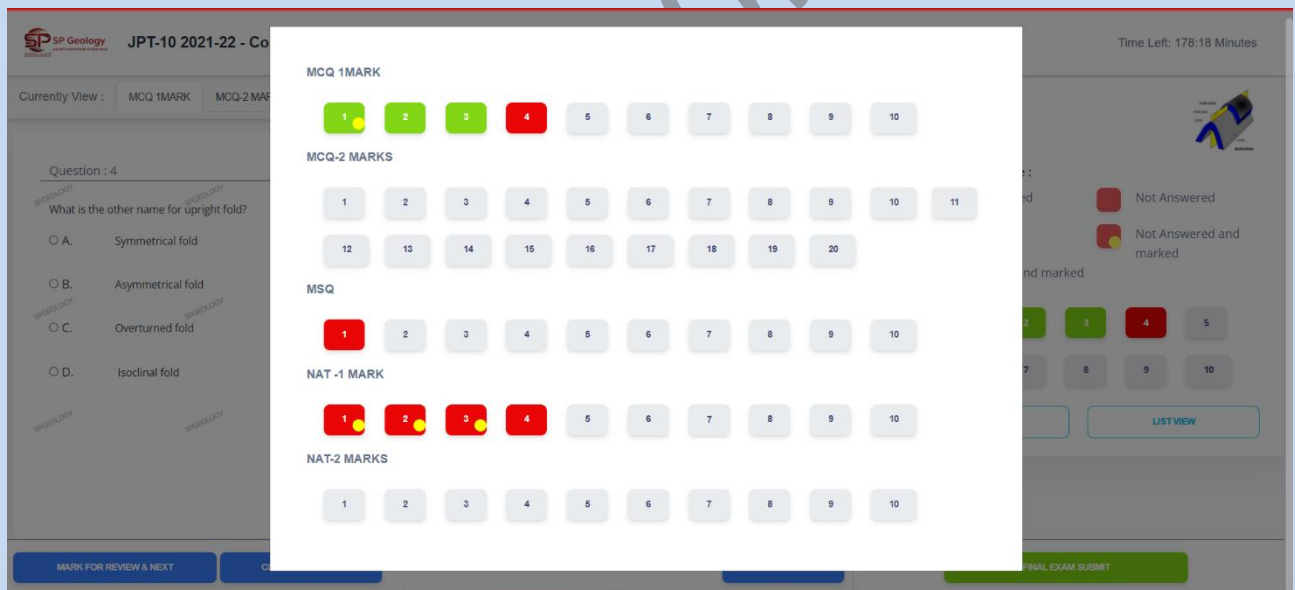 SP Geology
JPT-10 2021-22 - Co
Time Left: 178:18 Minutes
Currently View :
MCQ 1MARK
MCQ-2 MAR
Question : 4
What is the other name for upright fold?
A. Symmetrical fold
B. Asymmetrical fold
C. Overturned fold
D. Isoclinal fold
SPGEOLOGY
SPGEOLOGY
SPGEOLOGY
SPGEOLOGY
SPGEOLOGY
SPGEOLOGY
MARK FOR REVIEW & NEXT
MCQ 1MARK
1 2 3 4 5 6 7 8 9 10
MCQ-2 MARKS
1 2 3 4 5 6 7 8 9 10 11
12 13 14 15 16 17 18 19 20
MSQ
1 2 3 4 5 6 7 8 9 10
NAT -1 MARK
1 2 3 4 5 6 7 8 9 10
NAT-2 MARKS
1 2 3 4 5 6 7 8 9 10
Not Answered
Not Answered and
marked
nd marked
2 3 4 5
7 8 9 10
LIST VIEW
FINAL EXAM SUBMIT